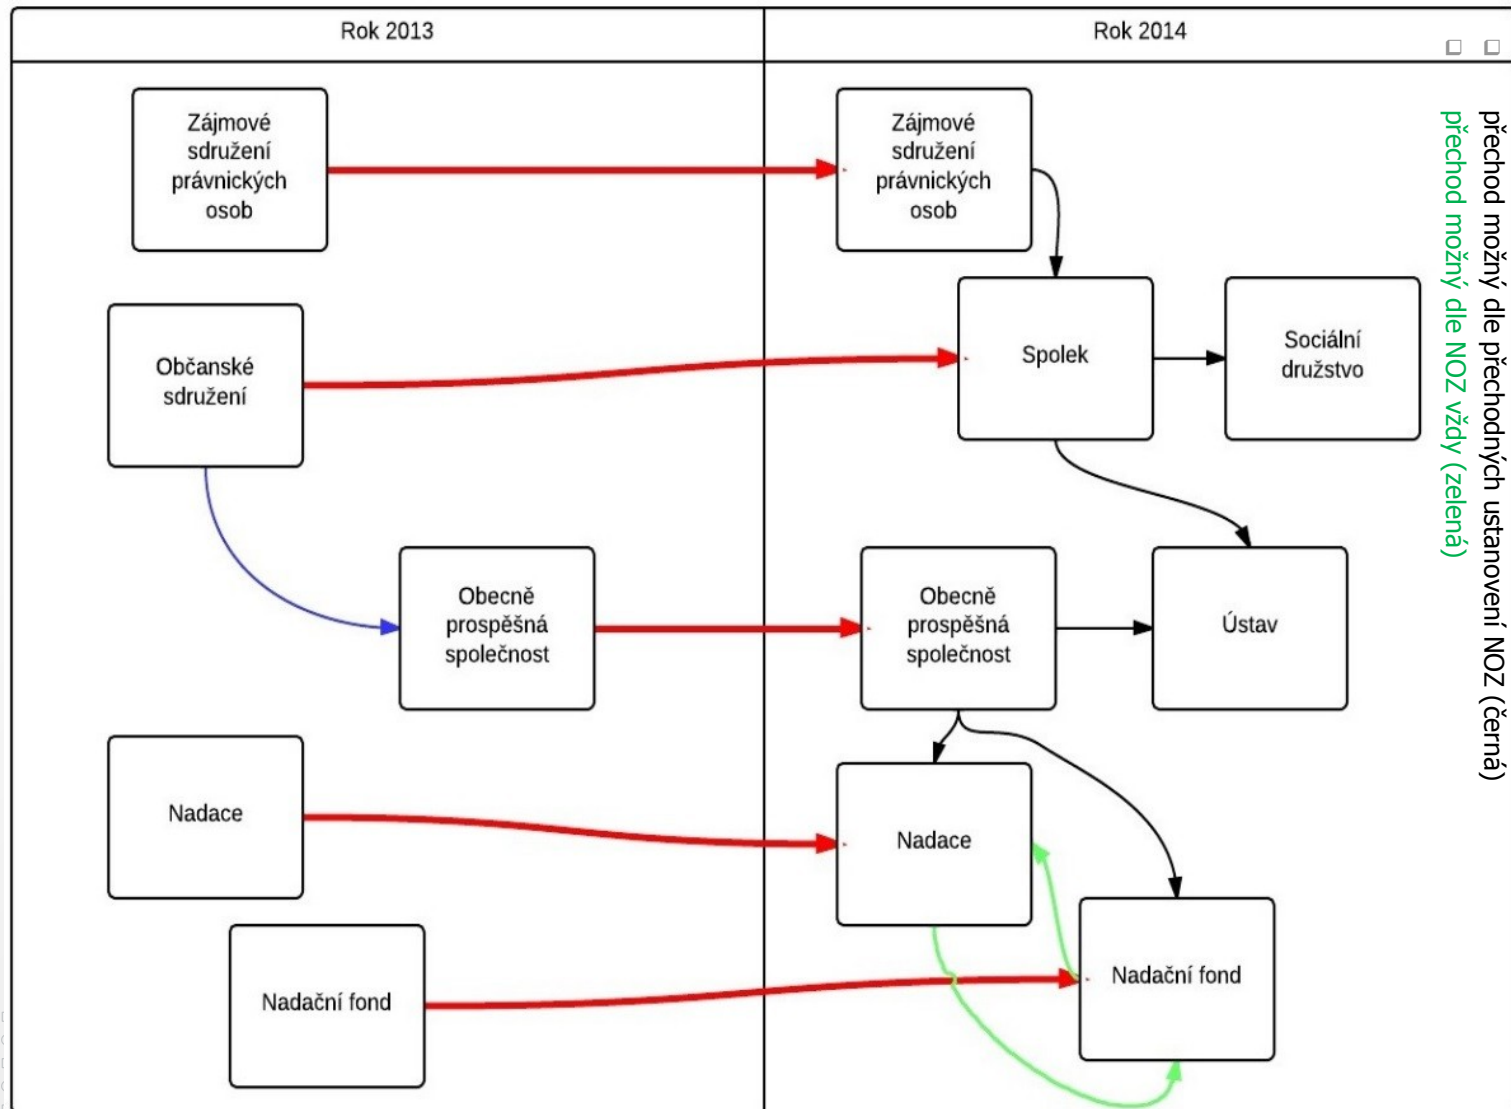 Rok 2013
Rok 2014
Zájmové
sdružení
právnických
osob
Zájmové
sdružení
právnických
osob
Občanské
sdružení
Spolek
Sociální
družstvo
Obecně
prospěšná
společnost
Obecně
prospěšná
společnost
Ústav
Nadace
Nadace
Nadační fond
Nadační fond
přechod možný dle přechodných ustanovení NOZ (černá)
přechod možný dle NOZ vždy (zelená)